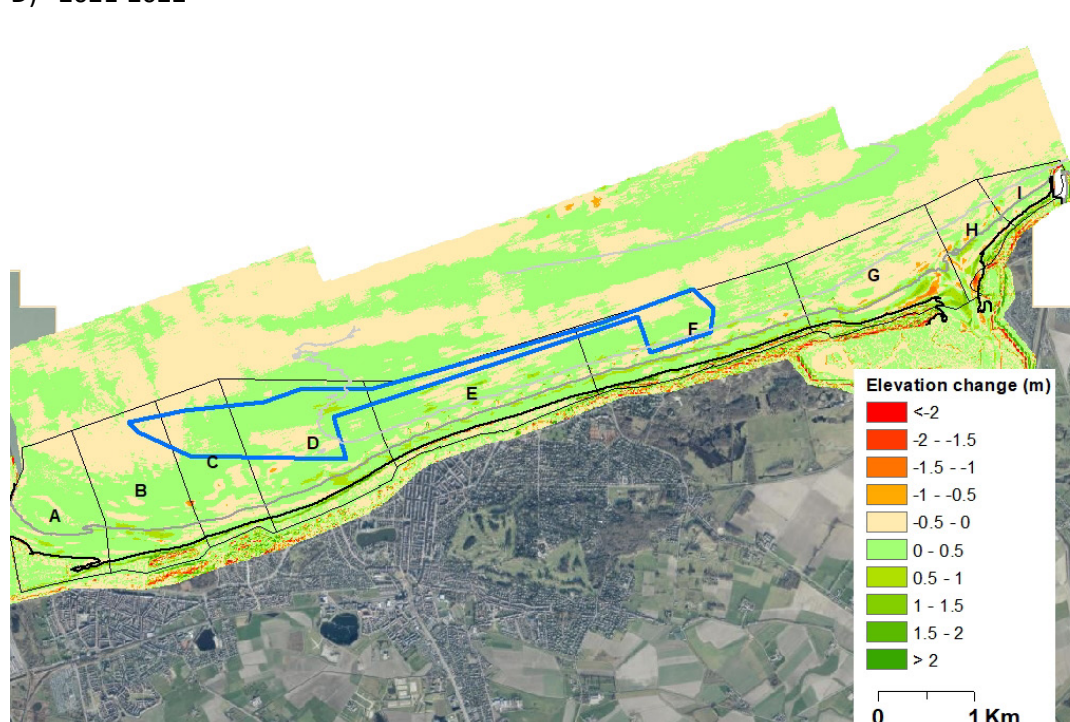 I
H
G
F
E
D
C
B
A
Elevation change (m)
<-2
-2 - -1.5
-1.5 - -1
-1 - -0.5
-0.5 - 0
0 - 0.5
0.5 - 1
1 - 1.5
1.5 - 2
> 2
0 1 Km